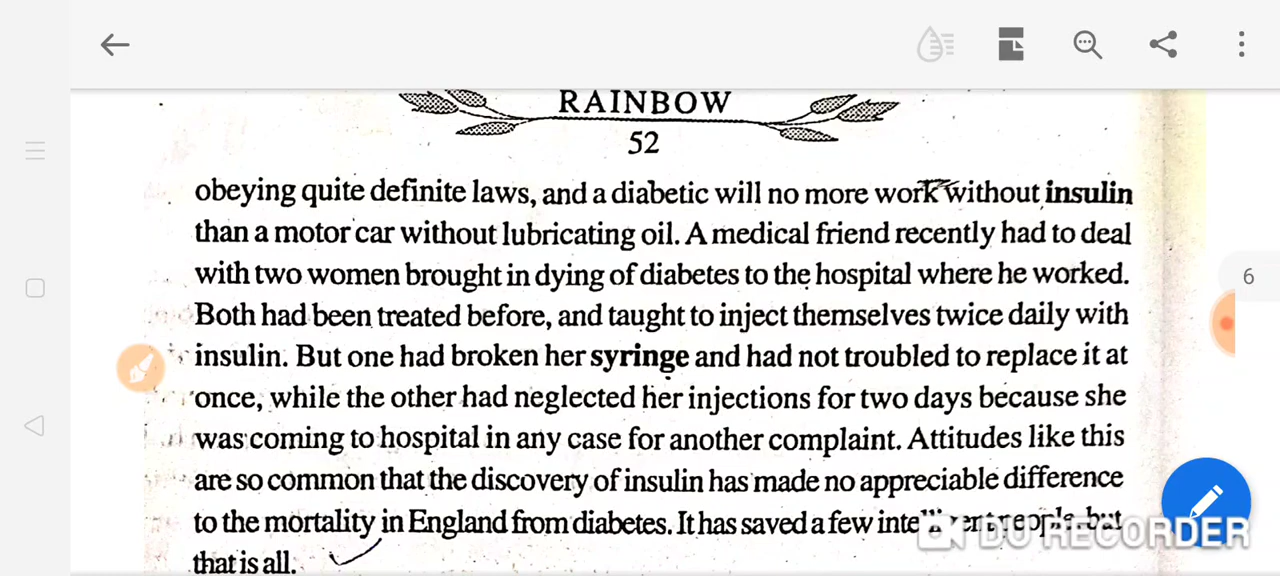 RAINBOW
52
obeying quite definite laws, and a diabetic will no more work without insulin
than a motor car without lubricating oil. A medical friend recently had to deal
with two women brought in dying of diabetes to the hospital where he worked.
6
Both had been treated before, and taught to inject themselves twice daily with
insulin. But one had broken her syringe and had not troubled to replace it at
once, while the other had neglected her injections for two days because she
was coming to hospital in any case for another complaint. Attitudes like this
are so common that the discovery of insulin has made no appreciable difference
to the mortality in England from diabetes. It has saved a few intelligent people, but
DU RECORDER
that is all.